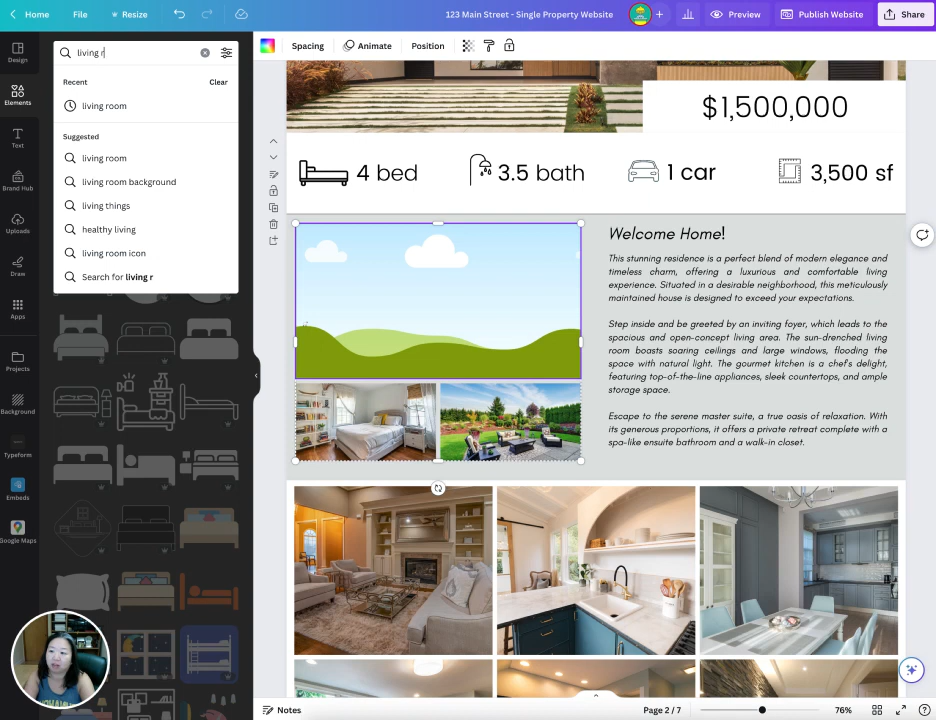 Home
File
Resize
123 Main Street - Single Property Website
+
Preview
Publish Website
Share
Spacing
Animate
Position
Design
Elements
Text
Brand Hub
Uploads
Draw
Apps
Projects
Background
Typeform
Embeds
Google Maps
living r
Recent
Clear
living room
Suggested
living room
living room background
living things
healthy living
living room icon
Search for living r
$1,500,000
4 bed
3.5 bath
1 car
3,500 sf
Welcome Home!
This stunning residence is a perfect blend of modern elegance and
timeless charm, offering a luxurious and comfortable living
experience. Situated in a desirable neighborhood, this meticulously
maintained house is designed to exceed your expectations.
Step inside and be greeted by an inviting foyer, which leads to the
spacious and open-concept living area. The sun-drenched living
room boasts soaring ceilings and large windows, flooding the
space with natural light. The gourmet kitchen is a chef's delight,
featuring top-of-the-line appliances, sleek countertops, and ample
storage space.
Escape to the serene master suite, a true oasis of relaxation. With
its generous proportions, it offers a private retreat complete with a
spa-like ensuite bathroom and a walk-in closet.
Notes
Page 2 / 7
76%